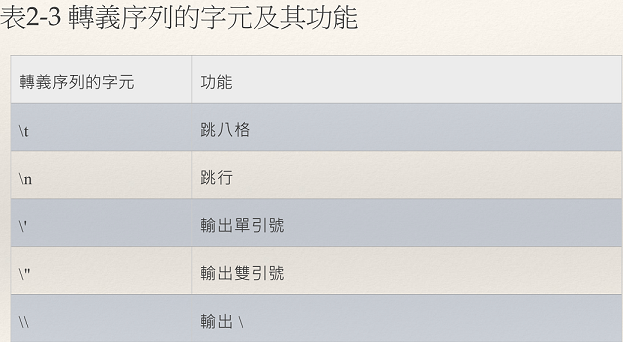 表2-3 轉義序列的字元及其功能
轉義序列的字元 功能
\t 跳八格
\n 跳行
\' 輸出單引號
\" 輸出雙引號
\\ 輸出 \